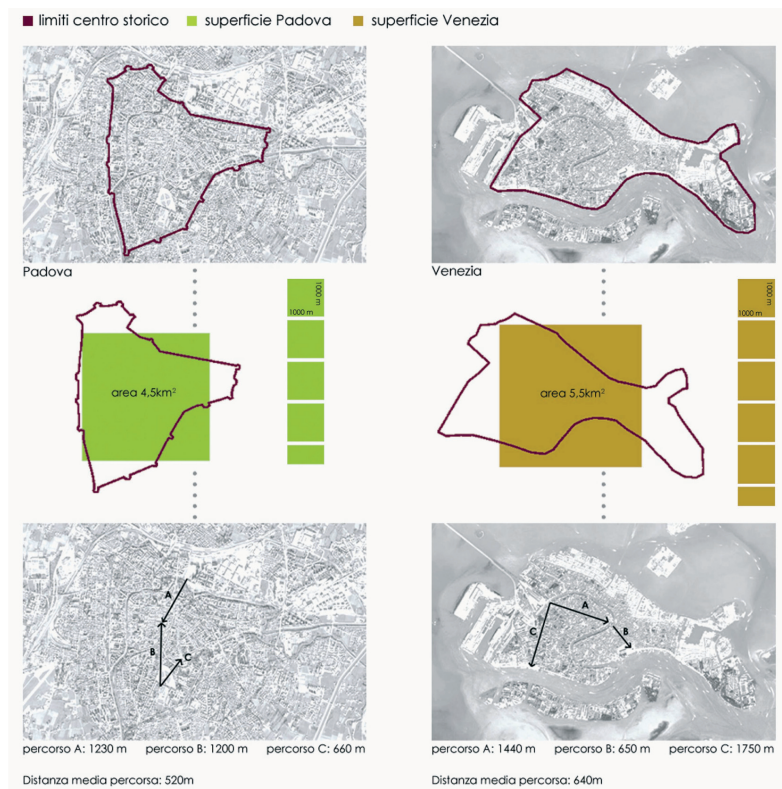 limiti centro storico superficie Padova superficie Venezia
Padova
Venezia
1000 m
1000 m
area 4,5km²
1000 m
1000 m
area 5,5km²
A
B
C
A
B
C
percorso A: 1230 m percorso B: 1200 m percorso C: 660 m
percorso A: 1440 m percorso B: 650 m percorso C: 1750 m
Distanza media percorsa: 520m
Distanza media percorsa: 640m